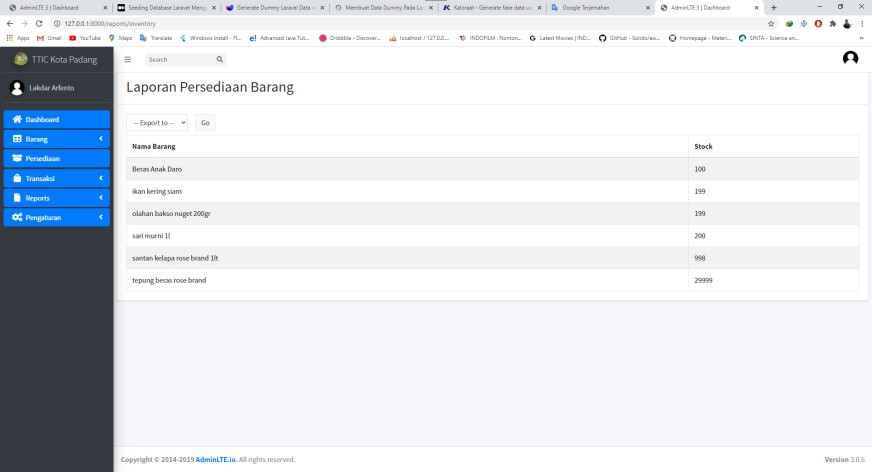 AdminLTE 3 | Dashboard
Seeding Database Laravel Meng
Generate Dummy Laravel Data w
Membuat Data Dummy Pada La
Kaloraat - Generate fake data us
Google Terjemahan
AdminLTE 3 | Dashboard
127.0.0.1:8000/reports/inventory
Apps
Gmail
YouTube
Maps
Translate
Windows install - Fl...
Advanced Java Tut...
Dribbble - Discover...
localhost / 127.0.0....
INDOFILM : Nonton...
Latest Movies | IND...
GitHub - Solido/aw...
Homepage - Materi...
SINTA - Science an...
TTIC Kota Padang
Search
Lakdar Arfento
Laporan Persediaan Barang
Dashboard
-- Export to --
Go
Barang
Nama Barang
Stock
Persediaan
Beras Anak Daro
100
Transaksi
ikan kering siam
199
Reports
olahan bakso nuget 200gr
199
Pengaturan
sari murni 1l
200
santan kelapa rose brand 1lt
998
tepung beras rose brand
29999
Copyright © 2014-2019 AdminLTE.io. All rights reserved.
Version 3.0.5